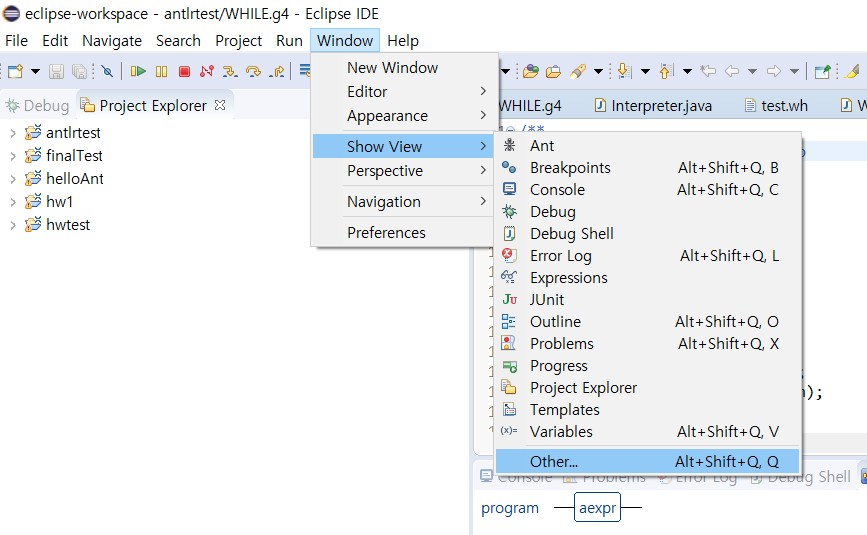 eclipse-workspace - antlrtest/WHILE.g4 - Eclipse IDE
File Edit Navigate Search Project Run Window Help
New Window
Editor
Appearance
Show View
Perspective
Navigation
Preferences
Debug Project Explorer
WHILE.g4 Interpreter.java test.wh
antlrtest
finalTest
helloAnt
hw1
hwtest
/**
Ant
Breakpoints Alt+Shift+Q, B
Console Alt+Shift+Q, C
Debug
Debug Shell
Error Log Alt+Shift+Q, L
Expressions
JUnit
Outline Alt+Shift+Q, O
Problems Alt+Shift+Q, X
Progress
Project Explorer
Templates
Variables Alt+Shift+Q, V
Other... Alt+Shift+Q, Q
);
Console Problems Error Log Debug Shell
program aexpr